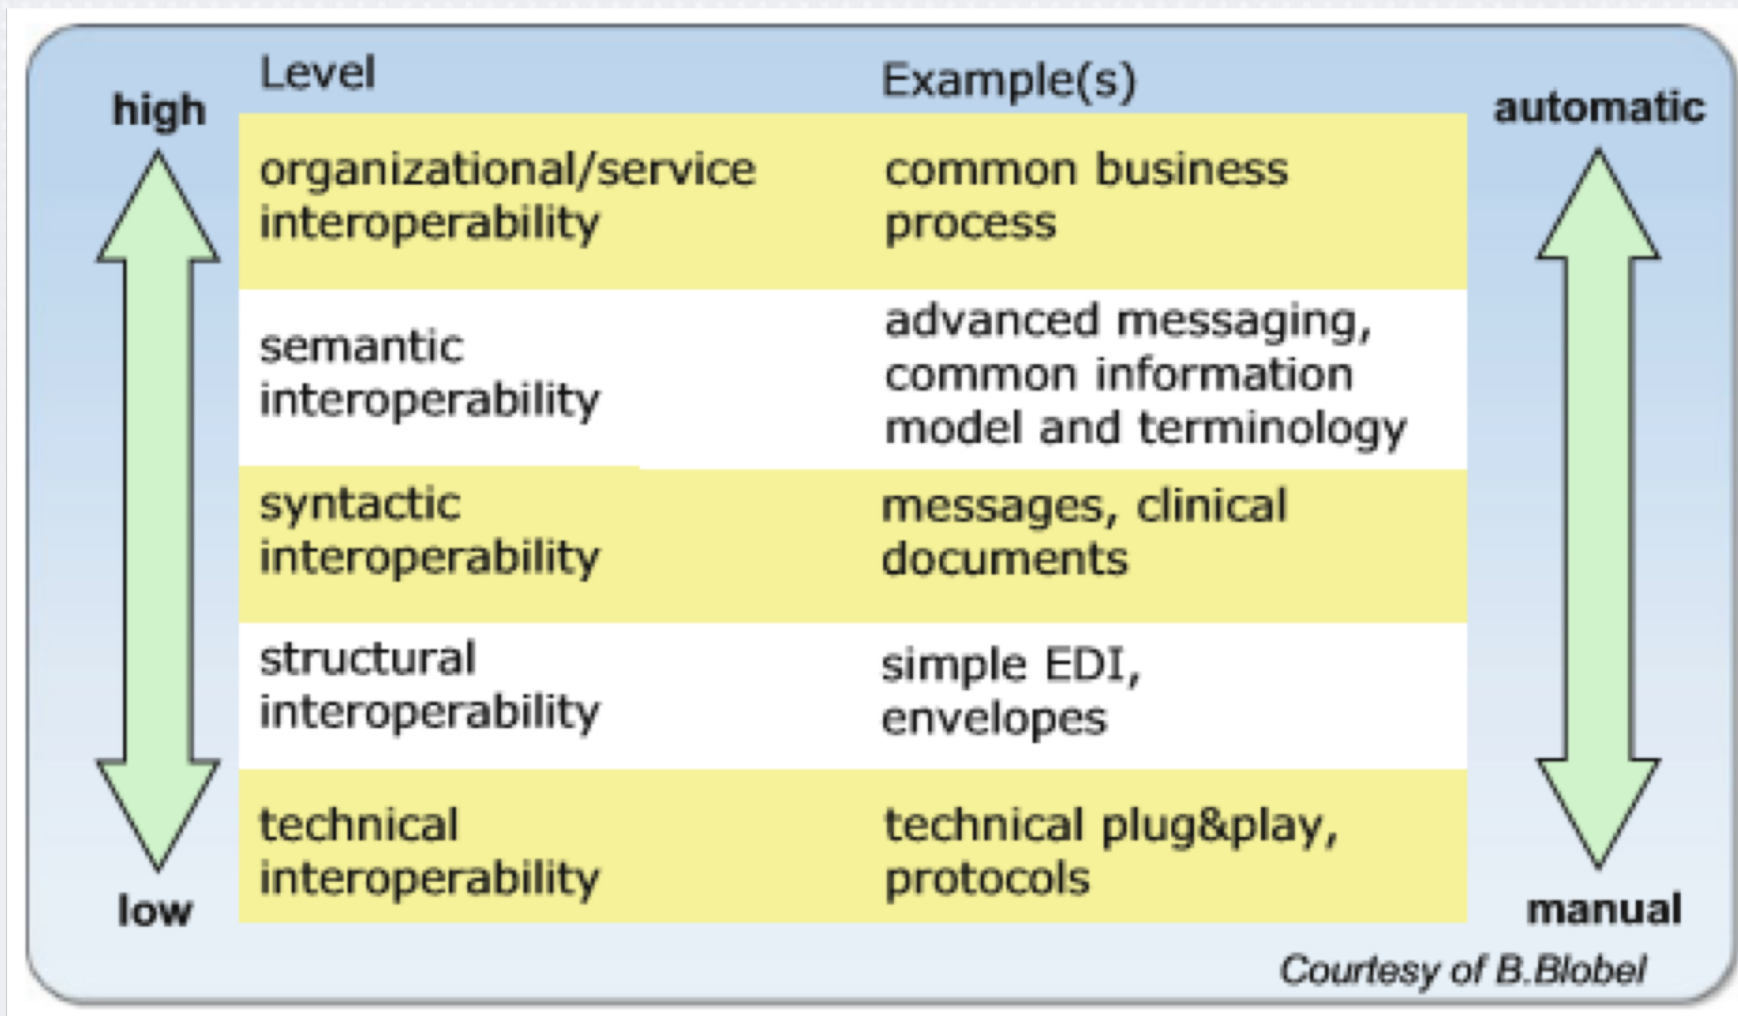 Level
Example(s)
high
automatic
organizational/service
interoperability
common business
process
semantic
interoperability
advanced messaging,
common information
model and terminology
syntactic
interoperability
messages, clinical
documents
structural
interoperability
simple EDI,
envelopes
technical
interoperability
technical plug&play,
protocols
low
manual
Courtesy of B.Blobel